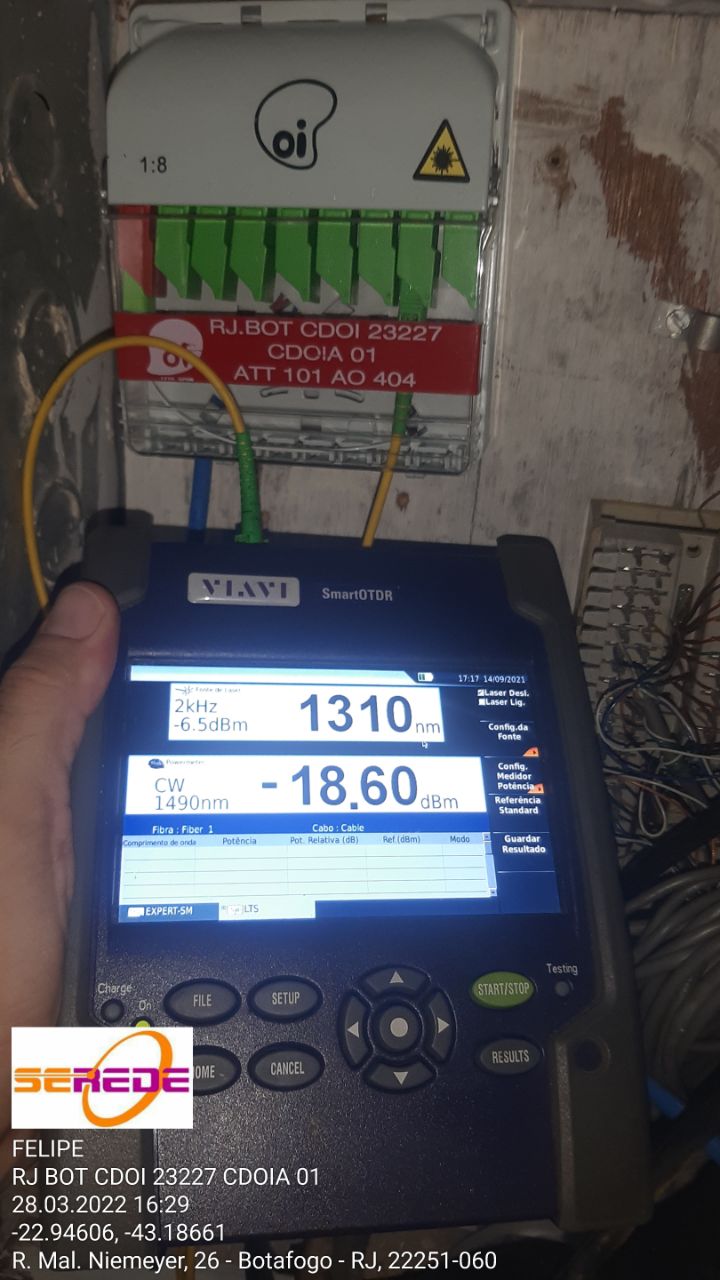 oi
1:8
RJ.BOT CDOI 23227
CDOIA 01
ATT 101 AO 404
oi
VIAVI
SmartOTDR
17:17 14/09/2021
Fonte de Laser
2kHz
-6.5dBm
1310nm
Laser Desl.
Laser Lig.
Config.da
Fonte
Powermeter
CW
1490nm
-18.60dBm
Config.
Medidor
Potência
Referência
Standard
Fibra : Fiber 1
Cabo : Cable
Guardar
Resultado
Comprimento de onda
Potência
Pot. Relativa (dB)
Ref (dBm)
Modo
EXPERT-SM
LTS
Charge
On
Testing
FILE
SETUP
START/STOP
OME
CANCEL
RESULTS
SEREDE
FELIPE
RJ BOT CDOI 23227 CDOIA 01
28.03.2022 16:29
-22.94606, -43.18661
R. Mal. Niemeyer, 26 - Botafogo - RJ, 22251-060